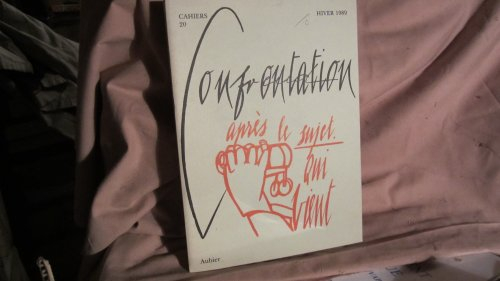 CAHIERS
20
HIVER 1989
Confrontation
après le sujet
qui
vient
Aubier